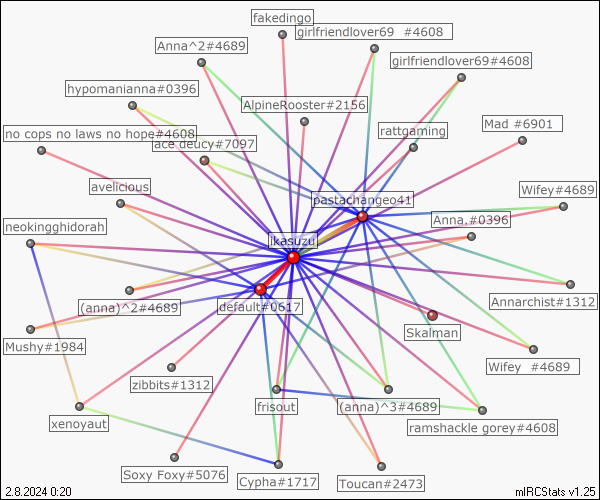 fakedingo
girlfriendlover69  #4608
Anna^2#4689
girlfriendlover69#4608
hypomanianna#0396
AlpineRooster#2156
Mad #6901
no cops no laws no hope#4608
rattgaming
ace deucy#7097
avelicious
Wifey#4689
pastachangeo41
neokingghidorah
Anna,#0396
ikasuzu
(anna)^2#4689
default#0617
Annarchist#1312
Skalman
Mushy#1984
Wifey  #4689
zibbits#1312
frisout
(anna)^3#4689
xenoyaut
ramshackle gorey#4608
Soxy Foxy#5076
Cypha#1717
Toucan#2473
2.8.2024 0:20
mIRCStats v1.25